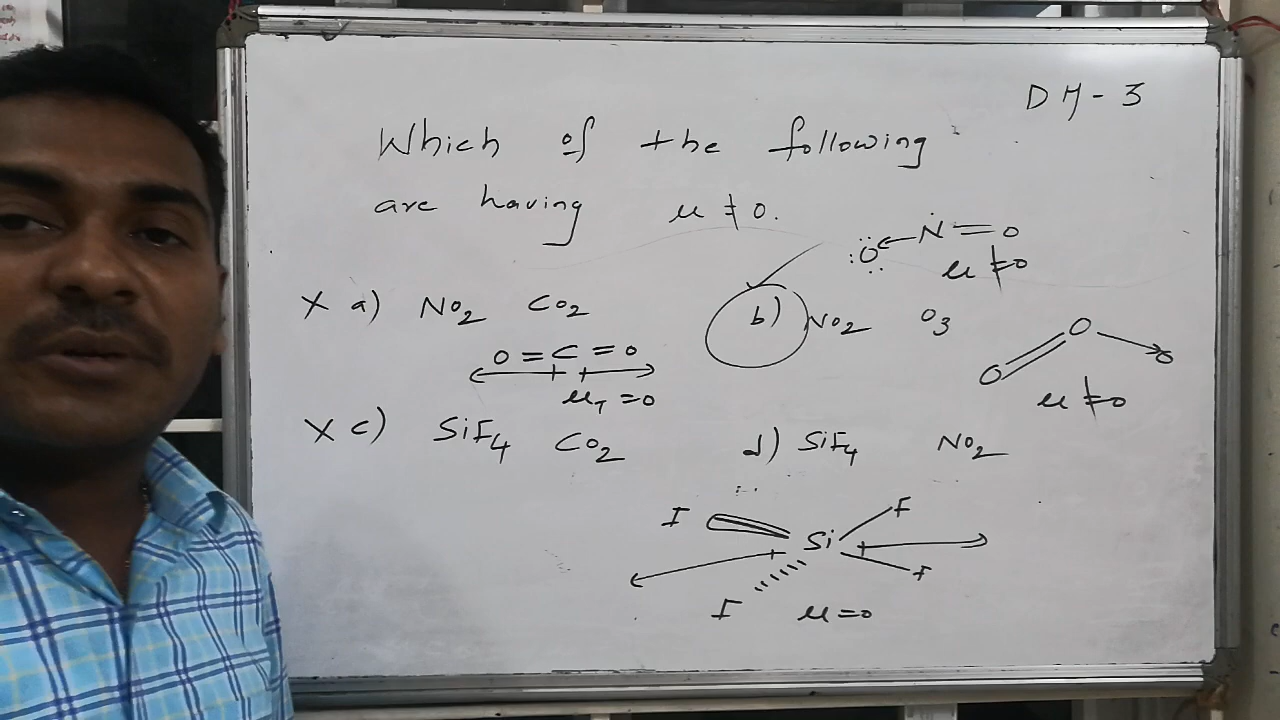 DM-3
Which of the following
are having μ ≠ 0.
:Ö ← N = O
μ ≠ 0
X a) NO2 CO2
b) NO2 O3
O = C = O
μT = 0
O = O → O
μ ≠ 0
X c) SiF4 CO2
d) SiF4 NO2
F Si F
F F
μ = 0